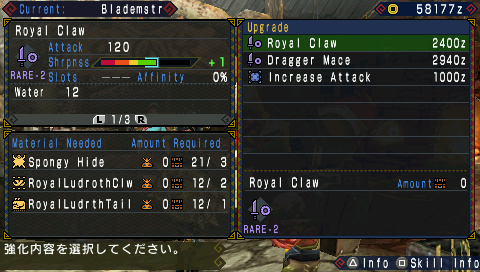 Current: Blademstr
58177z
Royal Claw
Attack 120
Shrpnss +1
RARE-2 Slots --- Affinity 0%
Water 12
L 1/3 R
Material Needed Amount Required
Spongy Hide 0 21/ 3
RoyalLudrothClw 0 12/ 2
RoyalLudrthTail 0 12/ 1
Upgrade
Royal Claw 2400z
Dragger Mace 2940z
Increase Attack 1000z
Royal Claw Amount 0
RARE-2
強化内容を選択してください。
Info Skill Info